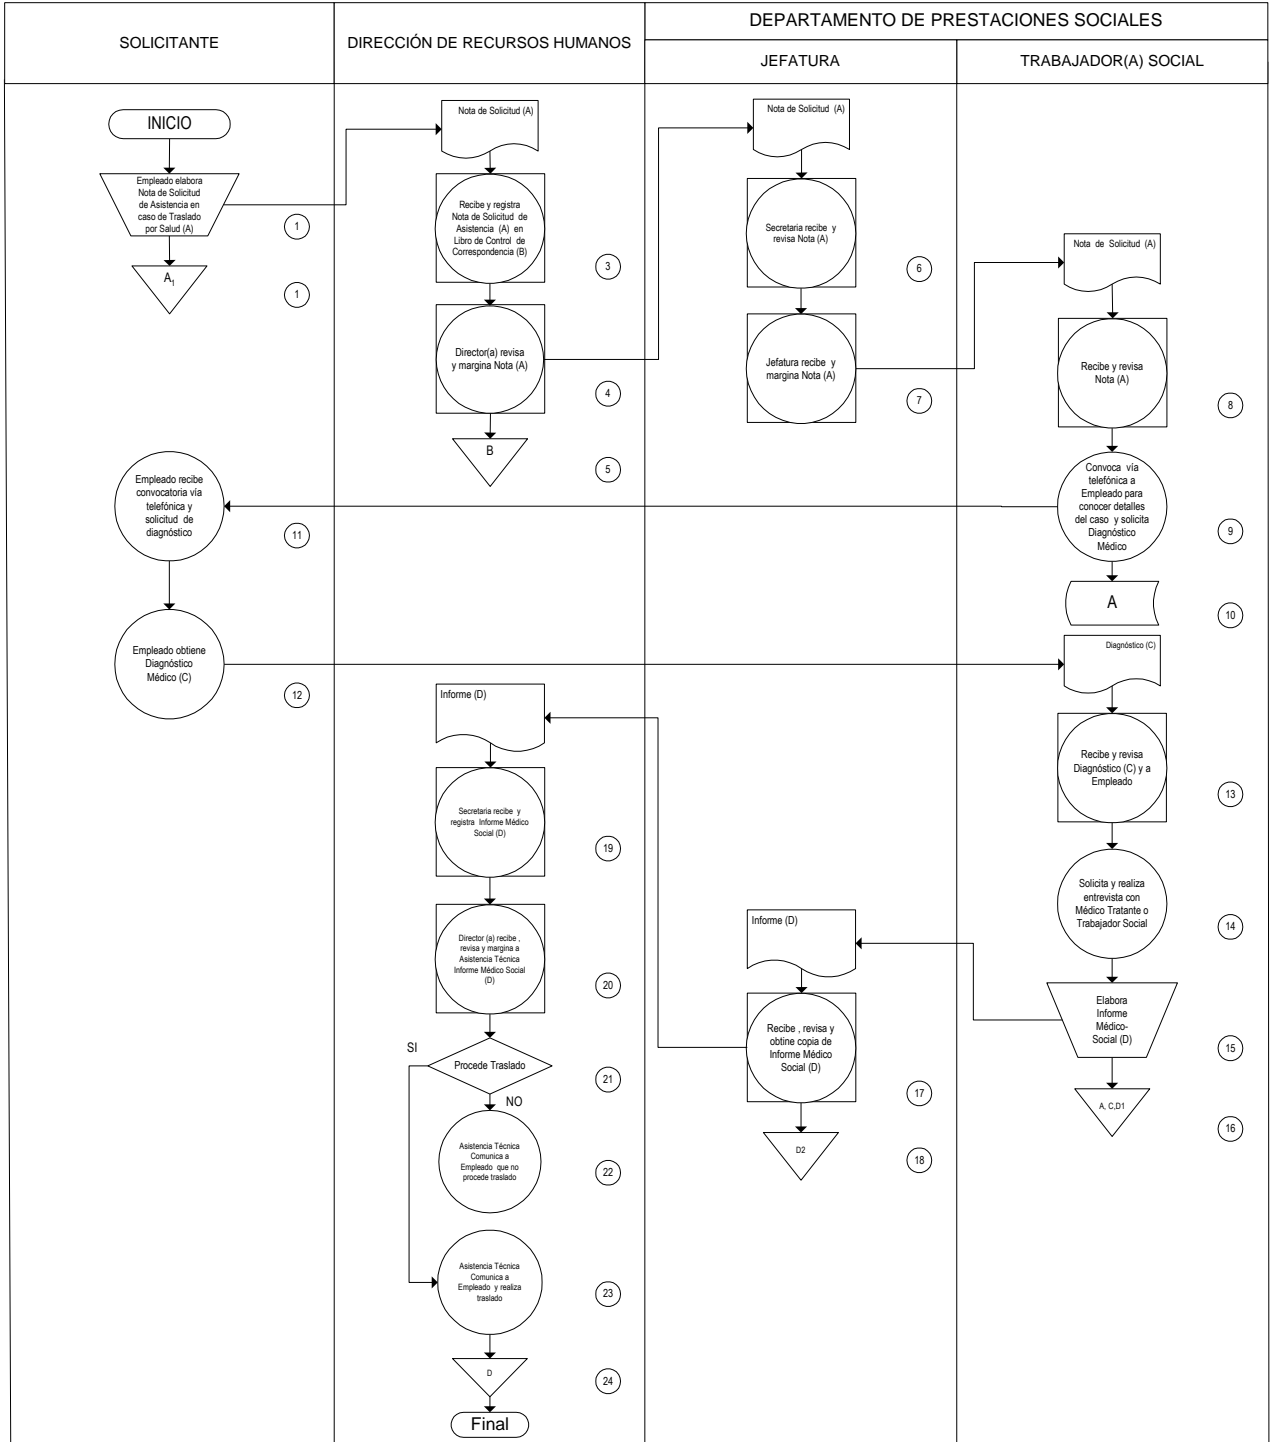 DEPARTAMENTO DE PRESTACIONES SOCIALES
SOLICITANTE
DIRECCIÓN DE RECURSOS HUMANOS
JEFATURA
TRABAJADOR(A) SOCIAL
INICIO
Empleado elabora
Nota de Solicitud
de Asistencia en
caso de Traslado
por Salud (A)
1
A1
1
Nota de Solicitud (A)
Recibe y registra
Nota de Solicitud de
Asistencia (A) en
Libro de Control de
Correspondencia (B)
3
Director(a) revisa
y margina Nota (A)
4
B
5
Nota de Solicitud (A)
Secretaria recibe y
revisa Nota (A)
6
Jefatura recibe y
margina Nota (A)
7
Nota de Solicitud (A)
Recibe y revisa
Nota (A)
8
Convoca vía
telefónica a
Empleado para
conocer detalles
del caso y solicita
Diagnóstico
Médico
9
A
10
Empleado recibe
convocatoria vía
telefónica y
solicitud de
diagnóstico
11
Empleado obtiene
Diagnóstico
Médico (C)
12
Diagnóstico (C)
Recibe y revisa
Diagnóstico (C) y a
Empleado
13
Solicita y realiza
entrevista con
Médico Tratante o
Trabajador Social
14
Elabora
Informe
Médico-
Social (D)
15
A, C,D1
16
Informe (D)
Recibe , revisa y
obtine copia de
Informe Médico
Social (D)
17
D2
18
Informe (D)
Secretaria recibe y
registra Informe Médico
Social (D)
19
Director (a) recibe ,
revisa y margina a
Asistencia Técnica
Informe Médico Social
(D)
20
SI
Procede Traslado
21
NO
Asistencia Técnica
Comunica a
Empleado que no
procede traslado
22
Asistencia Técnica
Comunica a
Empleado y realiza
traslado
23
D
24
Final